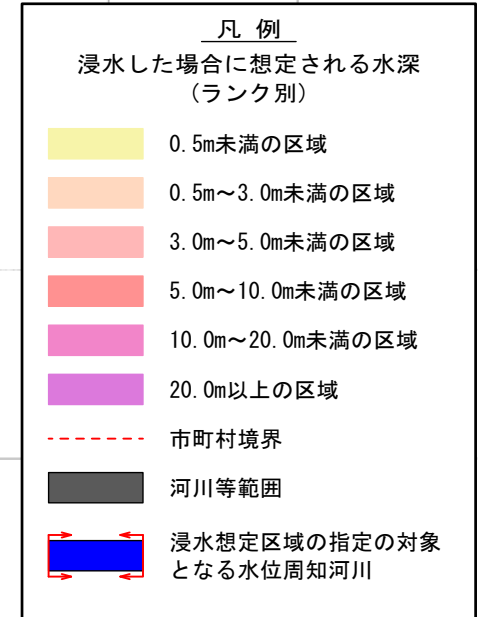 凡 例
浸水した場合に想定される水深
(ランク別)
0.5m未満の区域
0.5m～3.0m未満の区域
3.0m～5.0m未満の区域
5.0m～10.0m未満の区域
10.0m～20.0m未満の区域
20.0m以上の区域
市町村境界
河川等範囲
浸水想定区域の指定の対象
となる水位周知河川